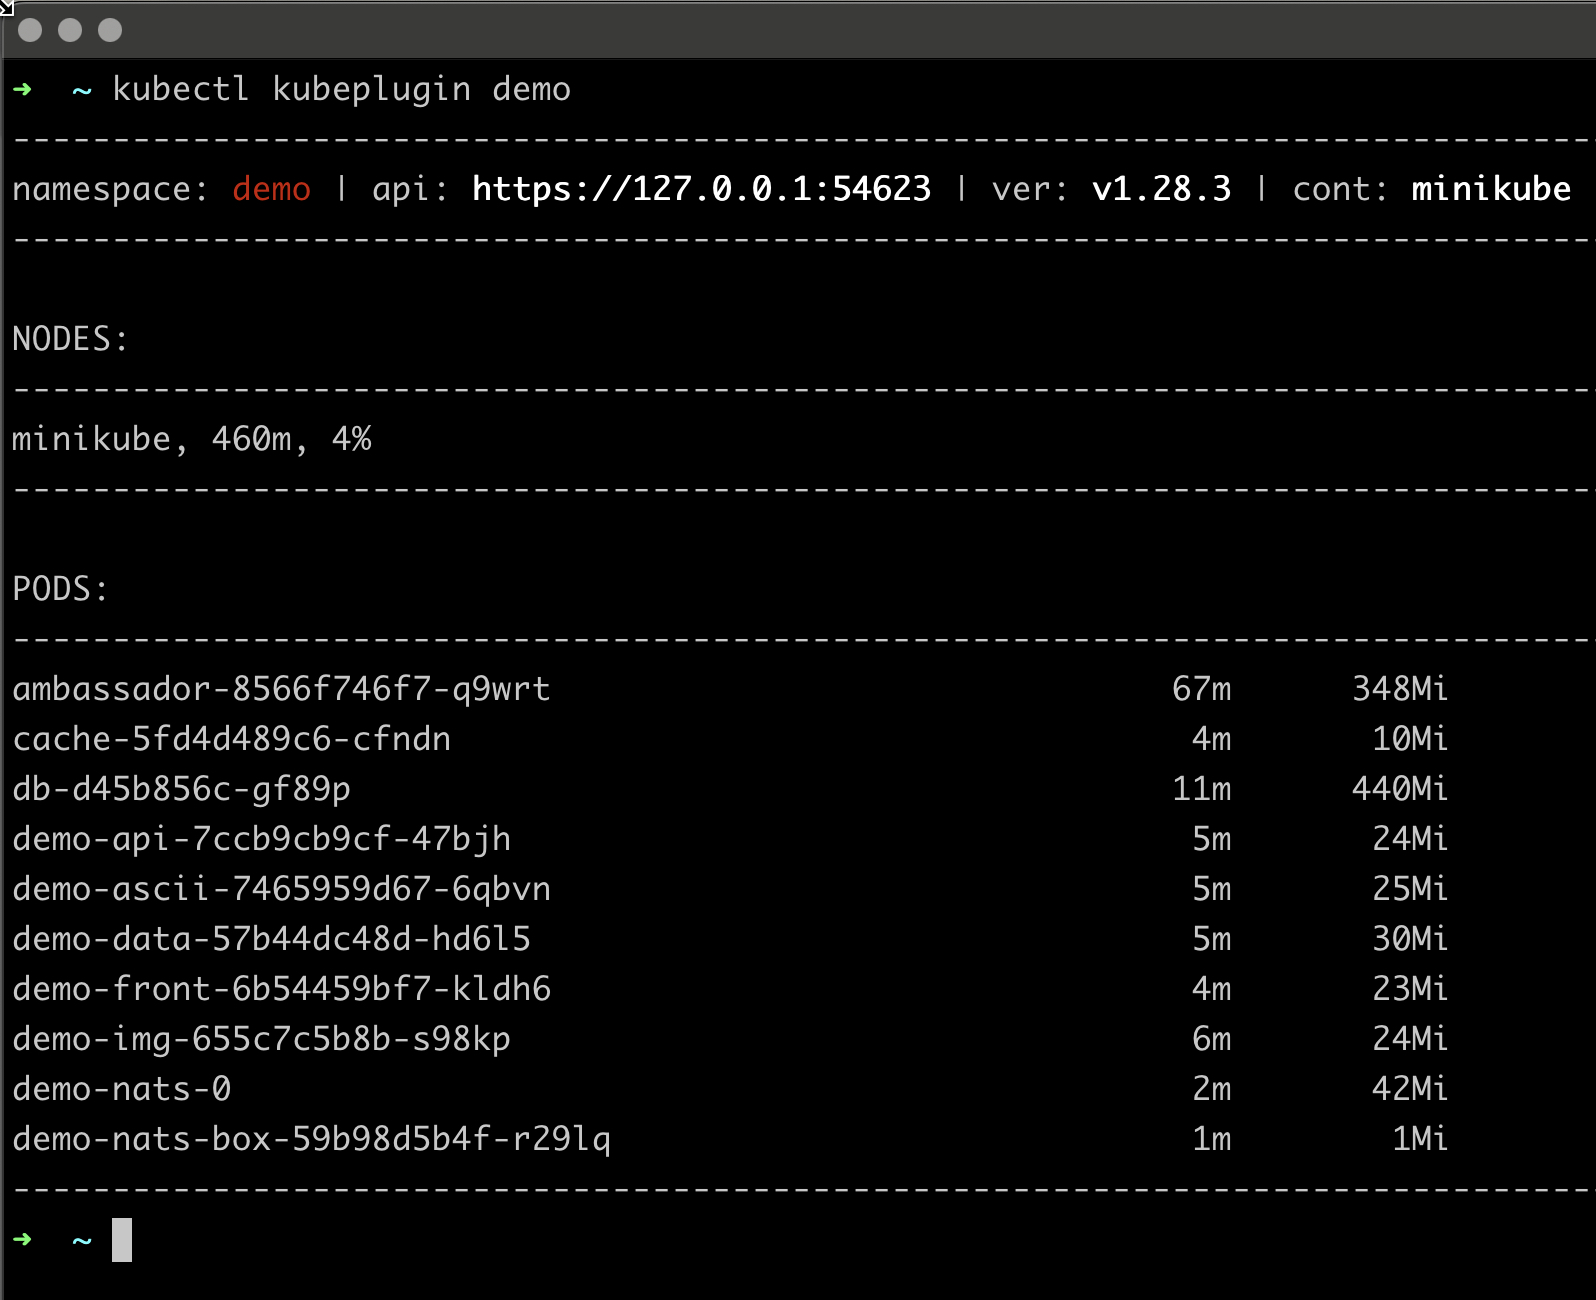 ➜  ~ kubectl kubeplugin demo
--------------------------------------------------------------------------------
namespace: demo | api: https://127.0.0.1:54623 | ver: v1.28.3 | cont: minikube
--------------------------------------------------------------------------------
NODES:
--------------------------------------------------------------------------------
minikube, 460m, 4%
--------------------------------------------------------------------------------
PODS:
--------------------------------------------------------------------------------
ambassador-8566f746f7-q9wrt 67m 348Mi
cache-5fd4d489c6-cfndn 4m 10Mi
db-d45b856c-gf89p 11m 440Mi
demo-api-7ccb9cb9cf-47bjh 5m 24Mi
demo-ascii-7465959d67-6qbvn 5m 25Mi
demo-data-57b44dc48d-hd6l5 5m 30Mi
demo-front-6b54459bf7-kldh6 4m 23Mi
demo-img-655c7c5b8b-s98kp 6m 24Mi
demo-nats-0 2m 42Mi
demo-nats-box-59b98d5b4f-r29lq 1m 1Mi
--------------------------------------------------------------------------------
➜  ~